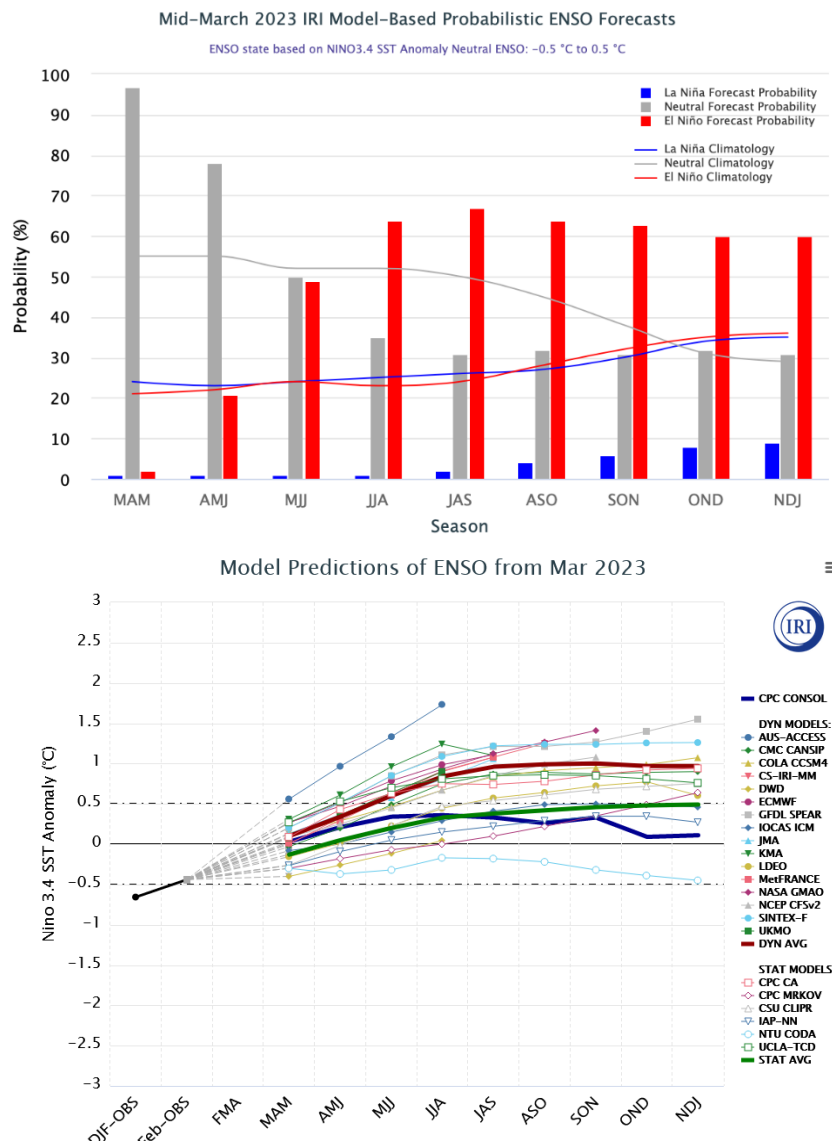 Mid-March 2023 IRI Model-Based Probabilistic ENSO Forecasts
ENSO state based on NINO3.4 SST Anomaly Neutral ENSO: -0.5 °C to 0.5 °C
Probability (%)
100
90
80
70
60
50
40
30
20
10
0
La Niña Forecast Probability
Neutral Forecast Probability
El Niño Forecast Probability
La Niña Climatology
Neutral Climatology
El Niño Climatology
MAM AMJ MJJ JJA JAS ASO SON OND NDJ
Season
Model Predictions of ENSO from Mar 2023
IRI
Nino 3.4 SST Anomaly (°C)
3
2.5
2
1.5
1
0.5
0
-0.5
-1
-1.5
-2
-2.5
-3
CPC CONSOL
DYN MODELS:
AUS-ACCESS
CMC CANSIP
COLA CCSM4
CS-IRI-MM
DWD
ECMWF
GFDL SPEAR
IOCAS ICM
JMA
KMA
LDEO
MetFRANCE
NASA GMAO
NCEP CFSv2
SINTEX-F
UKMO
DYN AVG
STAT MODELS
CPC CA
CPC MRKOV
CSU CLIPR
IAP-NN
NTU CODA
UCLA-TCD
STAT AVG
DJF-OBS Feb-OBS FMA MAM AMJ MJJ JJA JAS ASO SON OND NDJ